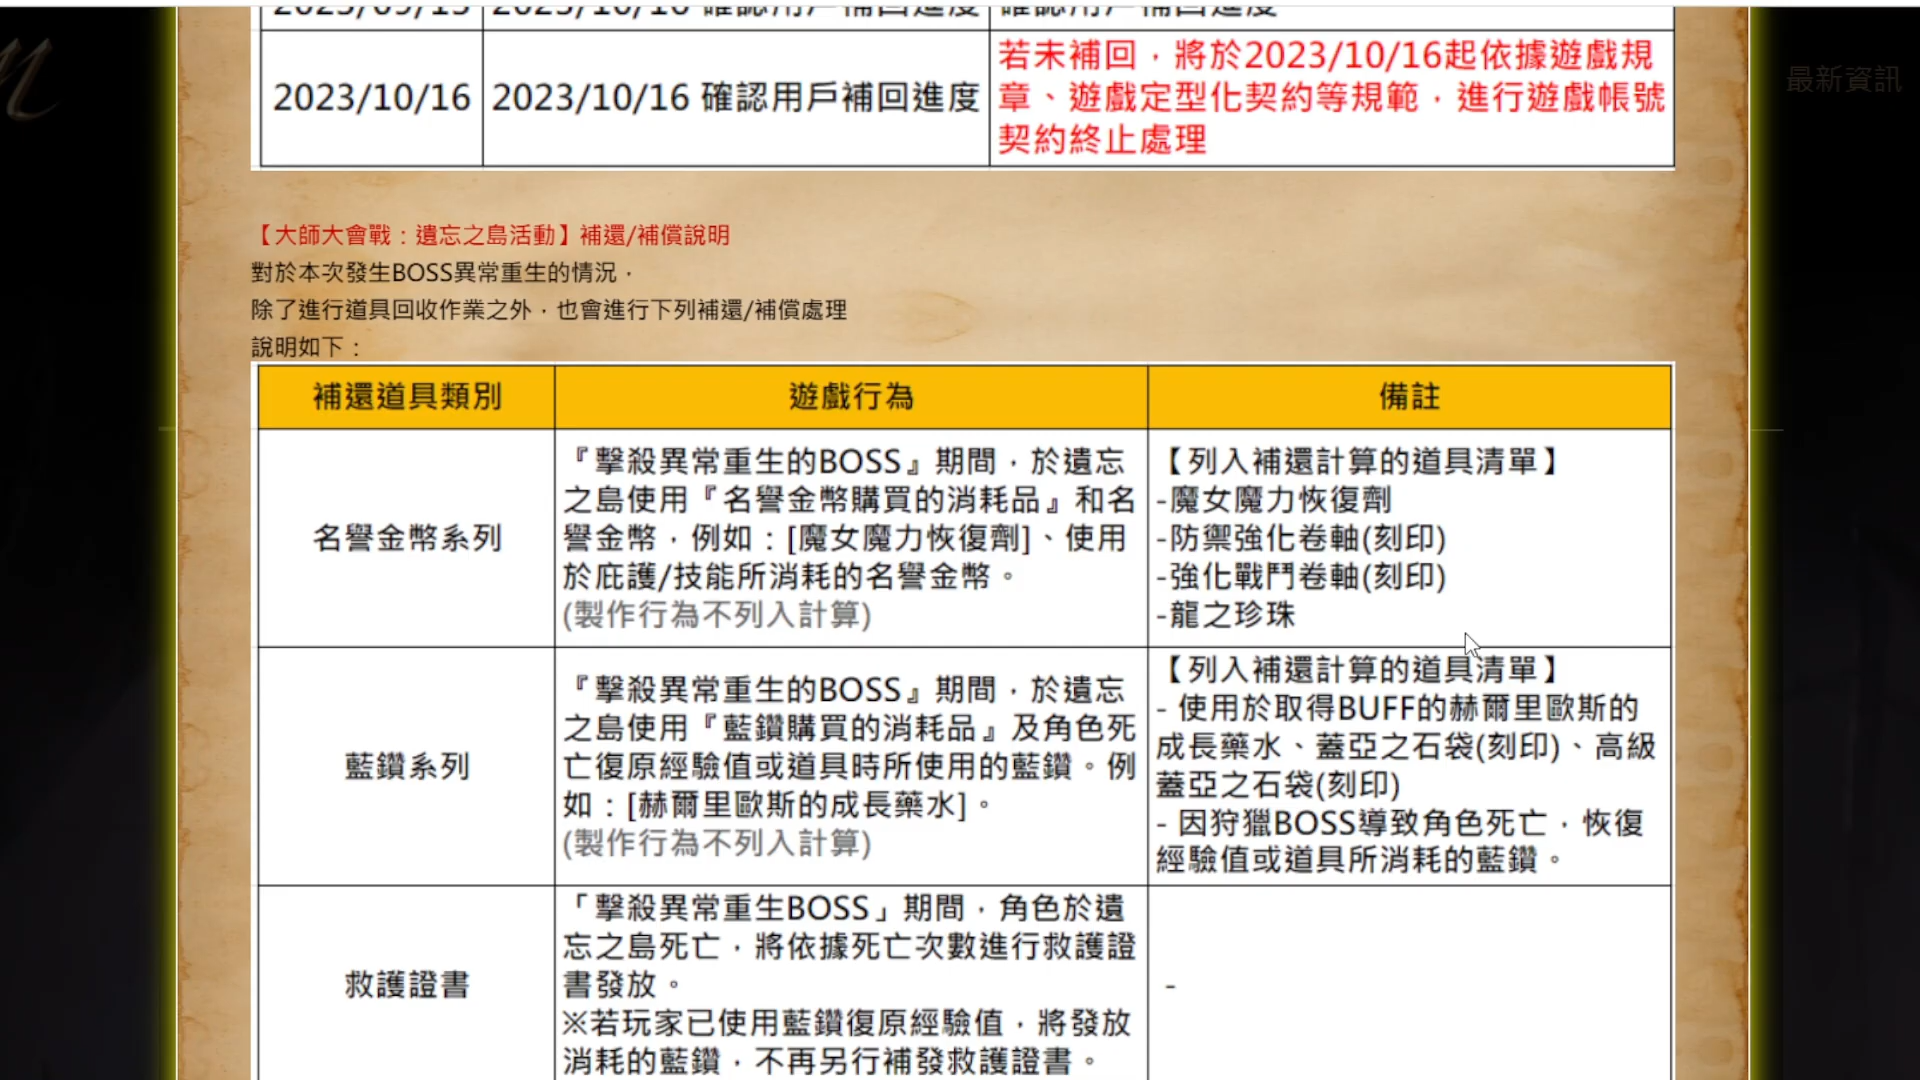 2023/10/16
2023/10/16 確認用戶補回進度
若未補回，將於2023/10/16起依據遊戲規
章、遊戲定型化契約等規範，進行遊戲帳號
契約終止處理
最新資訊
【大師大會戰：遺忘之島活動】補還/補償說明
對於本次發生BOSS異常重生的情況，
除了進行道具回收作業之外，也會進行下列補還/補償處理
說明如下：
補還道具類別
遊戲行為
備註
名譽金幣系列
『擊殺異常重生的BOSS』期間，於遺忘
之島使用『名譽金幣購買的消耗品』和名
譽金幣，例如：[魔女魔力恢復劑]、使用
於庇護/技能所消耗的名譽金幣。
(製作行為不列入計算)
【列入補還計算的道具清單】
-魔女魔力恢復劑
-防禦強化卷軸(刻印)
-強化戰鬥卷軸(刻印)
-龍之珍珠
藍鑽系列
『擊殺異常重生的BOSS』期間，於遺忘
之島使用『藍鑽購買的消耗品』及角色死
亡復原經驗值或道具時所使用的藍鑽。例
如：[赫爾里歐斯的成長藥水]。
(製作行為不列入計算)
【列入補還計算的道具清單】
- 使用於取得BUFF的赫爾里歐斯的
成長藥水、蓋亞之石袋(刻印)、高級
蓋亞之石袋(刻印)
- 因狩獵BOSS導致角色死亡，恢復
經驗值或道具所消耗的藍鑽。
救護證書
「擊殺異常重生BOSS」期間，角色於遺
忘之島死亡，將依據死亡次數進行救護證
書發放。
※若玩家已使用藍鑽復原經驗值，將發放
消耗的藍鑽，不再另行補發救護證書。
-